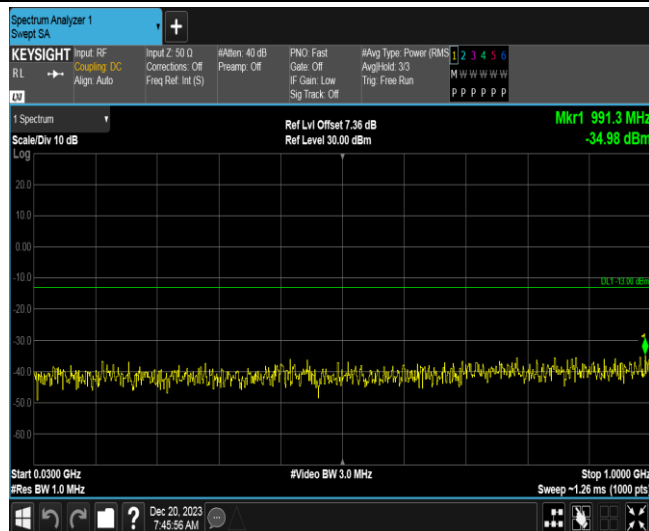 Spectrum Analyzer 1
Swept SA
+
KEYSIGHT
RL
LXI
Input: RF
Coupling: DC
Align: Auto
Input Z: 50 Ω
Corrections: Off
Freq Ref: Int (S)
#Atten: 40 dB
Preamp: Off
PNO: Fast
Gate: Off
IF Gain: Low
Sig Track: Off
#Avg Type: Power (RMS
Avg|Hold: 3/3
Trig: Free Run
1 2 3 4 5 6
M W W W W W
P P P P P P
1 Spectrum
Scale/Div 10 dB
Log
Ref Lvl Offset 7.36 dB
Ref Level 30.00 dBm
Mkr1 991.3 MHz
-34.98 dBm
20.0
10.0
0.00
-10.0
DL1 -13.00 dBm
-20.0
-30.0
1
-40.0
-50.0
-60.0
Start 0.0300 GHz
#Res BW 1.0 MHz
#Video BW 3.0 MHz
Stop 1.0000 GHz
Sweep ~1.26 ms (1000 pts)
?
Dec 20, 2023
7:45:56 AM